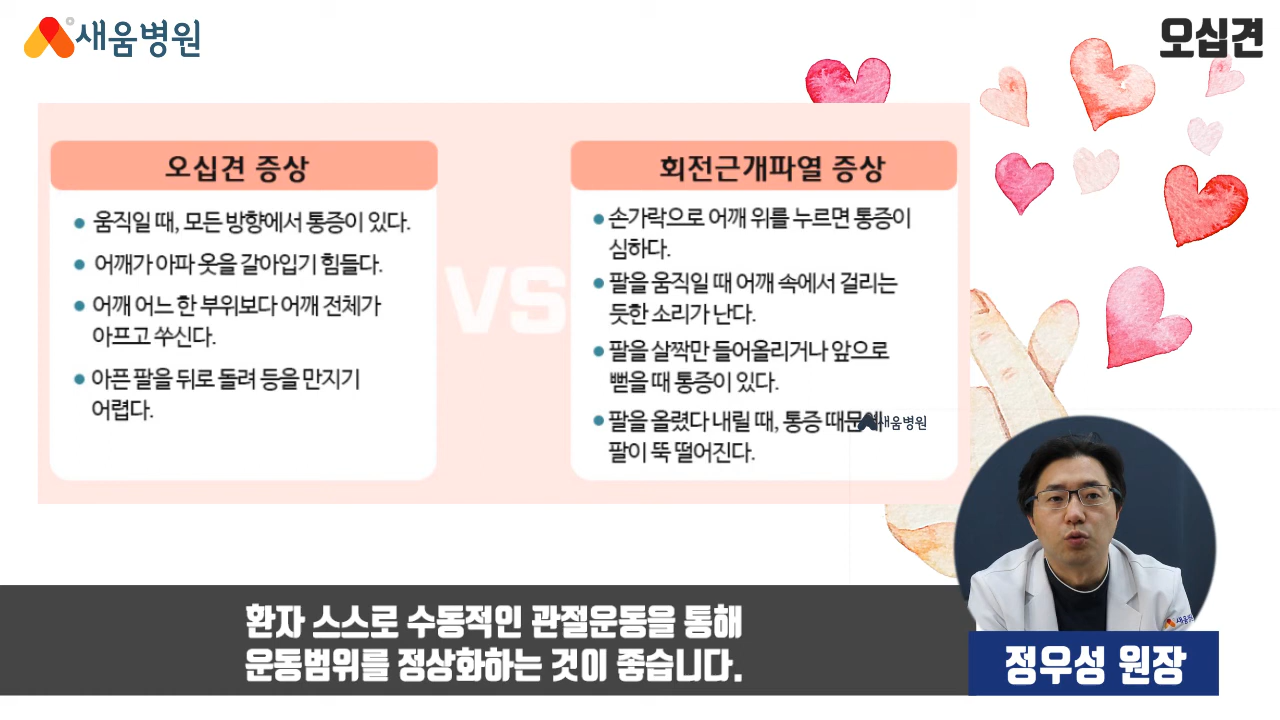 새움병원
오십견
오십견 증상
움직일 때, 모든 방향에서 통증이 있다.
어깨가 아파 옷을 갈아입기 힘들다.
어깨 어느 한 부위보다 어깨 전체가
아프고 쑤신다.
아픈 팔을 뒤로 돌려 등을 만지기
어렵다.
VS
회전근개파열 증상
손가락으로 어깨 위를 누르면 통증이
심하다.
팔을 움직일 때 어깨 속에서 걸리는
듯한 소리가 난다.
팔을 살짝만 들어올리거나 앞으로
뻗을 때 통증이 있다.
팔을 올렸다 내릴 때, 통증 때문에
팔이 뚝 떨어진다.
새움병원
환자 스스로 수동적인 관절운동을 통해
운동범위를 정상화하는 것이 좋습니다.
정우성 원장